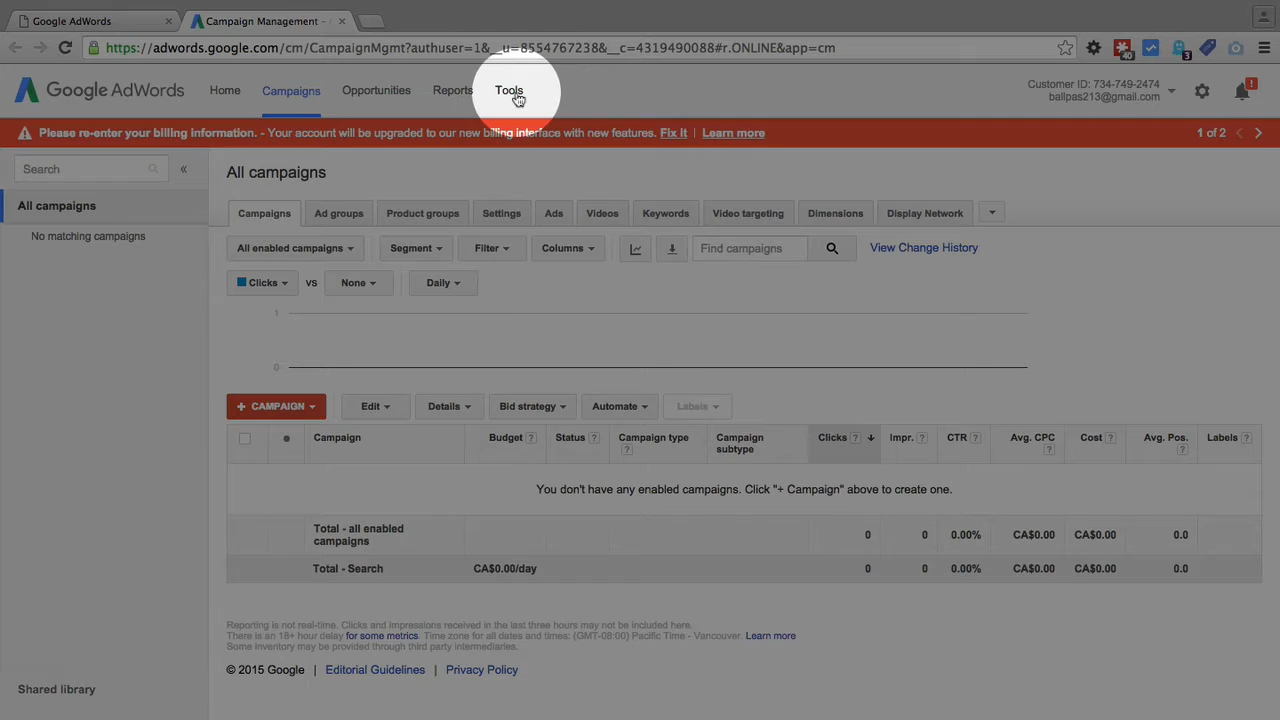 Google AdWords
Campaign Management -
https://adwords.google.com/cm/CampaignMgmt?authuser=1&__u=8554767238&__c=4319490088#r.ONLINE&app=cm
40
3
Google AdWords
Home
Campaigns
Opportunities
Reports
Tools
Customer ID: 734-749-2474
ballpas213@gmail.com
!
Please re-enter your billing information. - Your account will be upgraded to our new billing interface with new features. Fix It | Learn more
1 of 2
Search
«
All campaigns
No matching campaigns
Shared library
All campaigns
Campaigns
Ad groups
Product groups
Settings
Ads
Videos
Keywords
Video targeting
Dimensions
Display Network
All enabled campaigns
Segment
Filter
Columns
Find campaigns
View Change History
Clicks
vs
None
Daily
1
0
+ CAMPAIGN
Edit
Details
Bid strategy
Automate
Labels
Campaign
Budget ?
Status ?
Campaign type ?
Campaign subtype
Clicks ?
Impr. ?
CTR ?
Avg. CPC ?
Cost ?
Avg. Pos. ?
Labels ?
You don't have any enabled campaigns. Click "+ Campaign" above to create one.
Total - all enabled campaigns 0 0 0.00% CA$0.00 CA$0.00 0.0
Total - Search CA$0.00/day 0 0 0.00% CA$0.00 CA$0.00 0.0
Reporting is not real-time. Clicks and impressions received in the last three hours may not be included here.
There is an 18+ hour delay for some metrics. Time zone for all dates and times: (GMT-08:00) Pacific Time - Vancouver. Learn more
Some inventory may be provided through third party intermediaries.
© 2015 Google | Editorial Guidelines | Privacy Policy